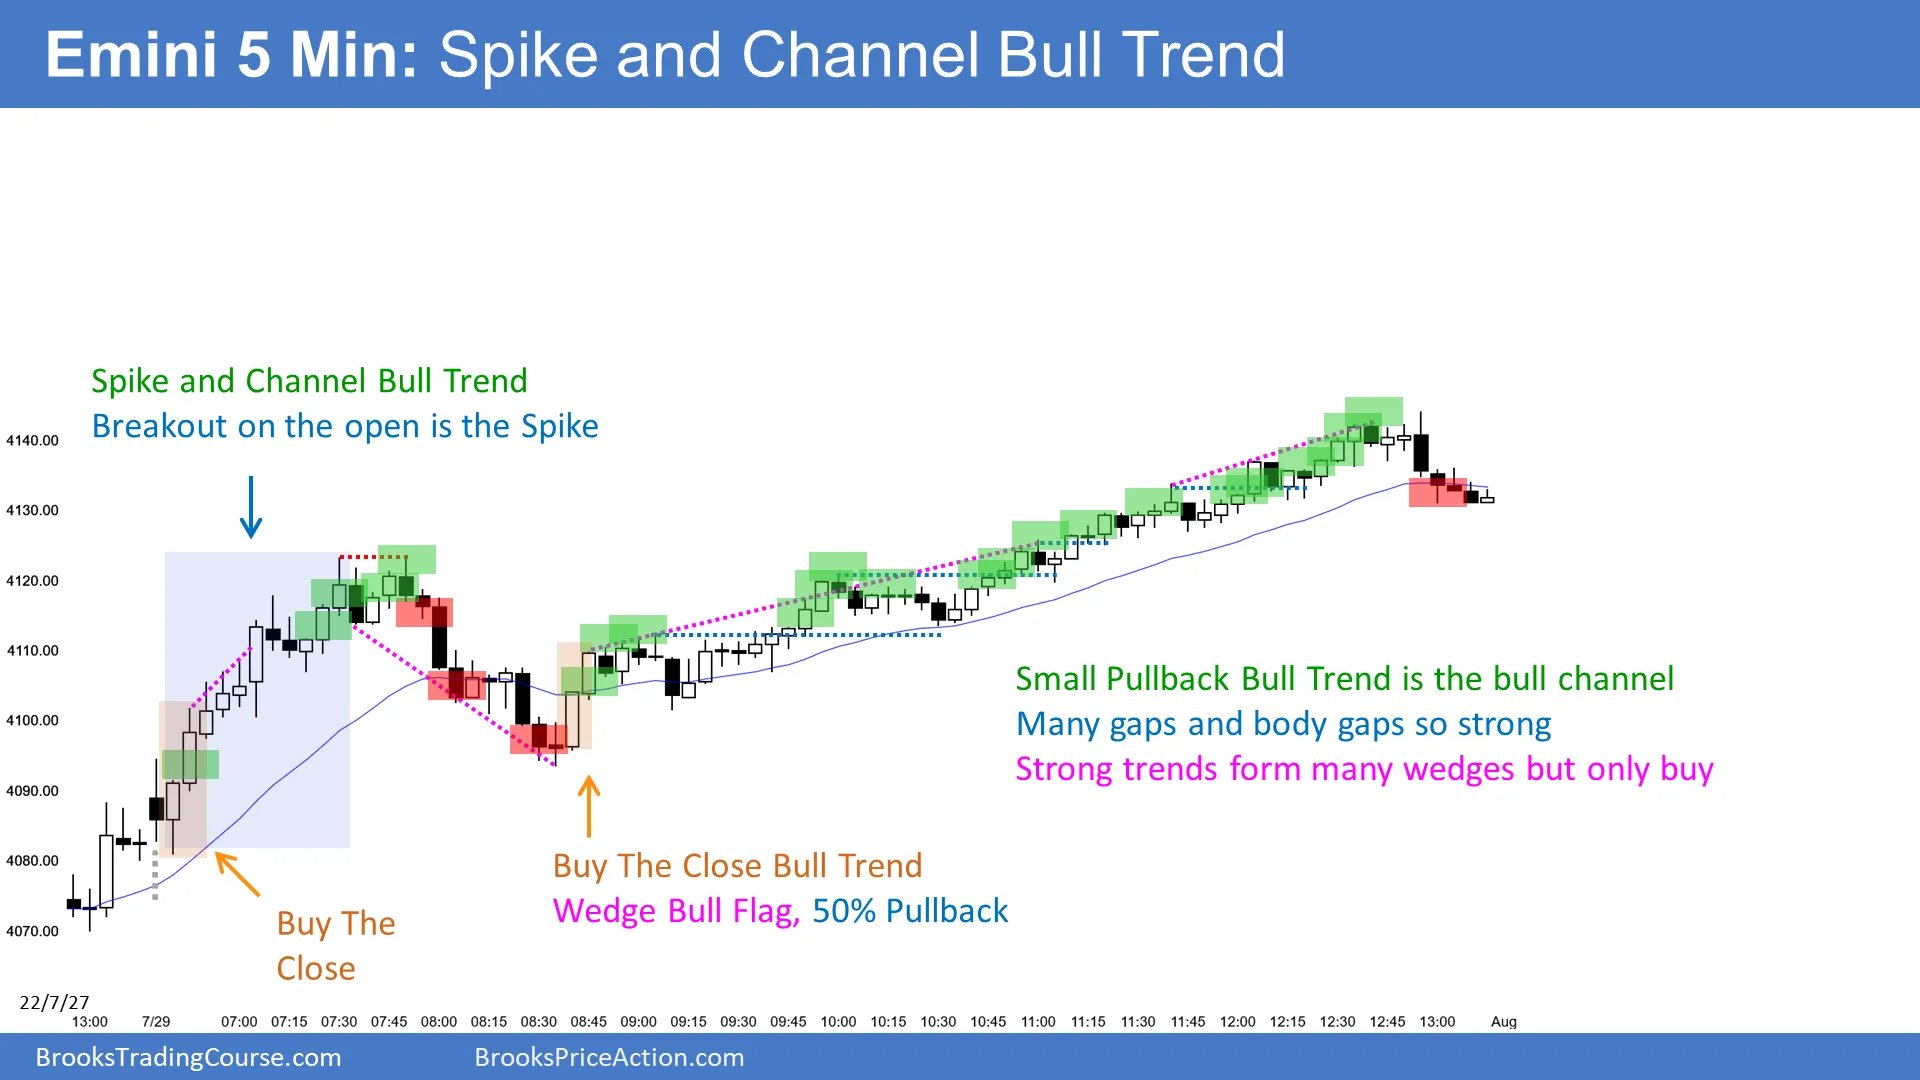 Emini 5 Min: Spike and Channel Bull Trend
Spike and Channel Bull Trend
Breakout on the open is the Spike
4140.00
4130.00
4120.00
4110.00
4100.00
4090.00
4080.00
4070.00
Small Pullback Bull Trend is the bull channel
Many gaps and body gaps so strong
Strong trends form many wedges but only buy
Buy The Close Bull Trend
Wedge Bull Flag, 50% Pullback
Buy The
Close
22/7/27
13:00 7/29 07:00 07:15 07:30 07:45 08:00 08:15 08:30 08:45 09:00 09:15 09:30 09:45 10:00 10:15 10:30 10:45 11:00 11:15 11:30 11:45 12:00 12:15 12:30 12:45 13:00 Aug
BrooksTradingCourse.com BrooksPriceAction.com